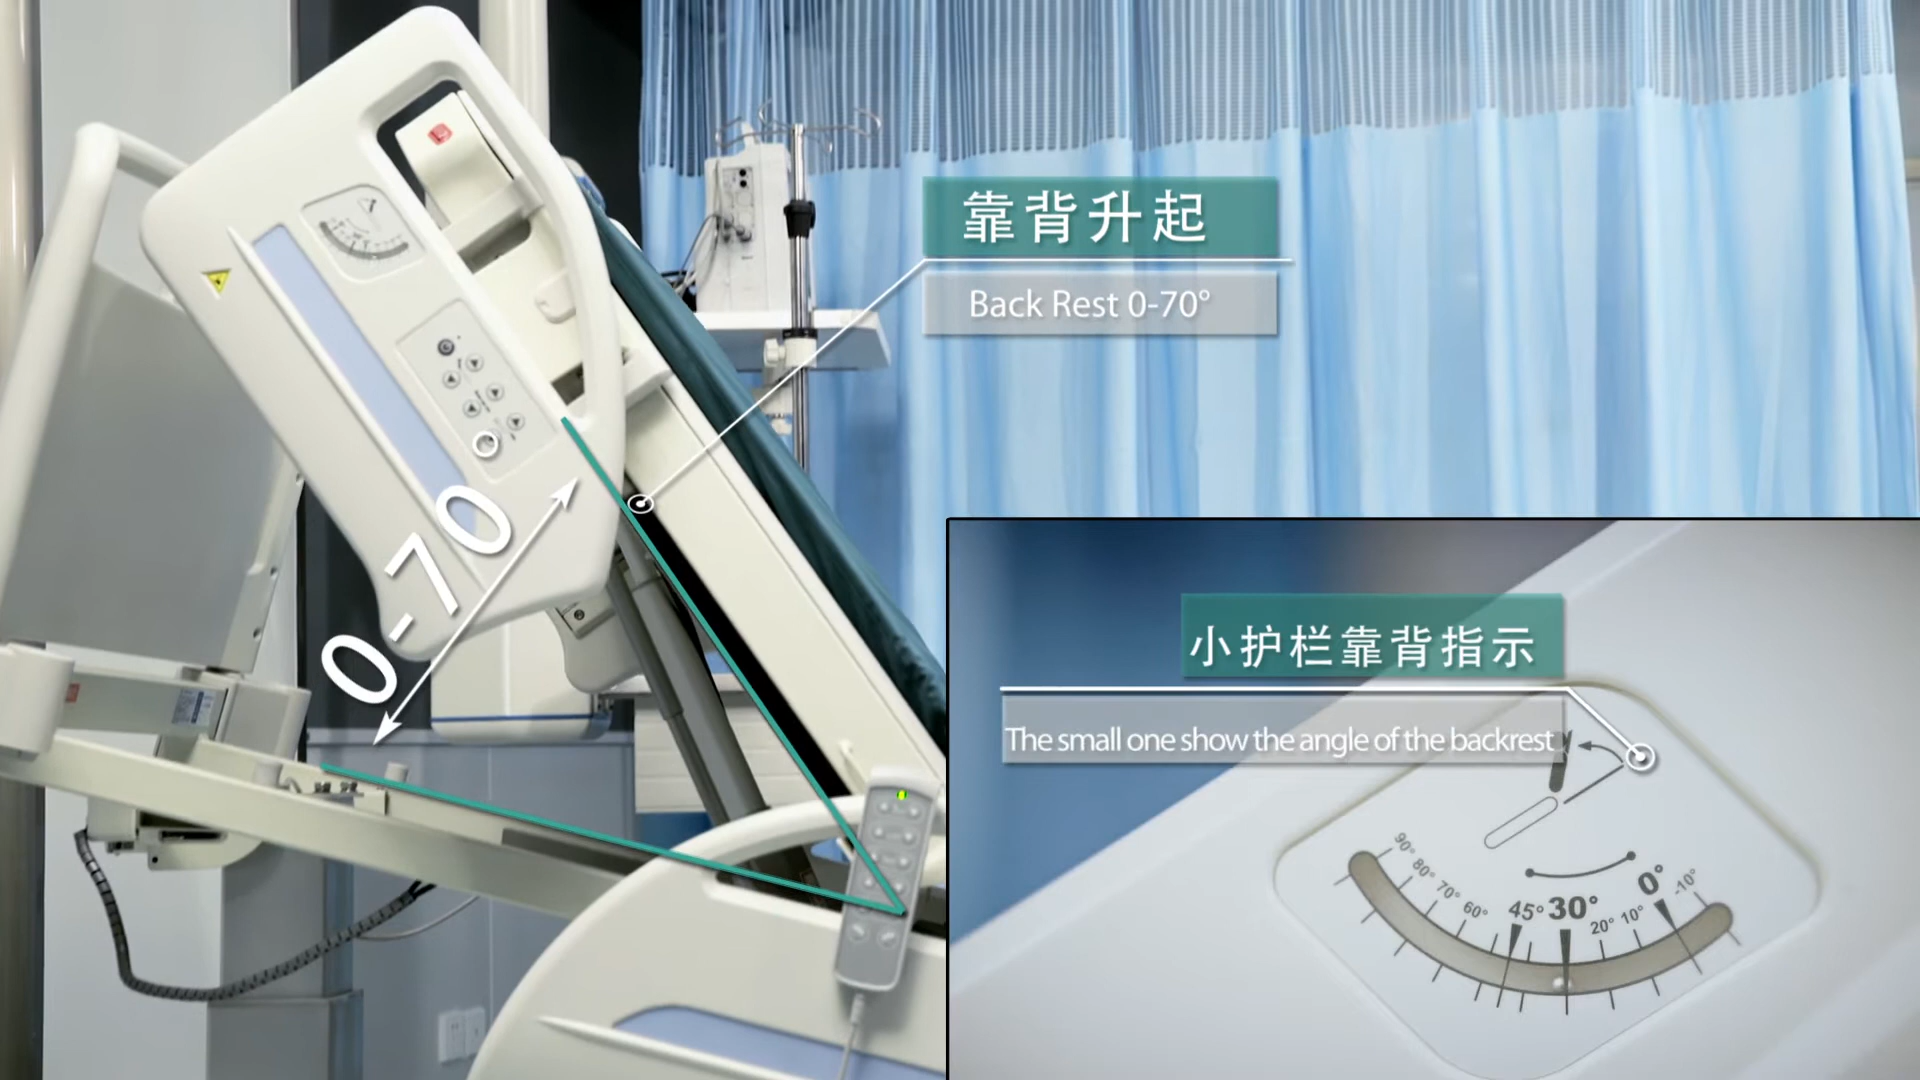 靠背升起
Back Rest 0-70°
0-70
小护栏靠背指示
The small one show the angle of the backrest
90° 80° 70° 60° 45° 30° 20° 10° 0° -10°